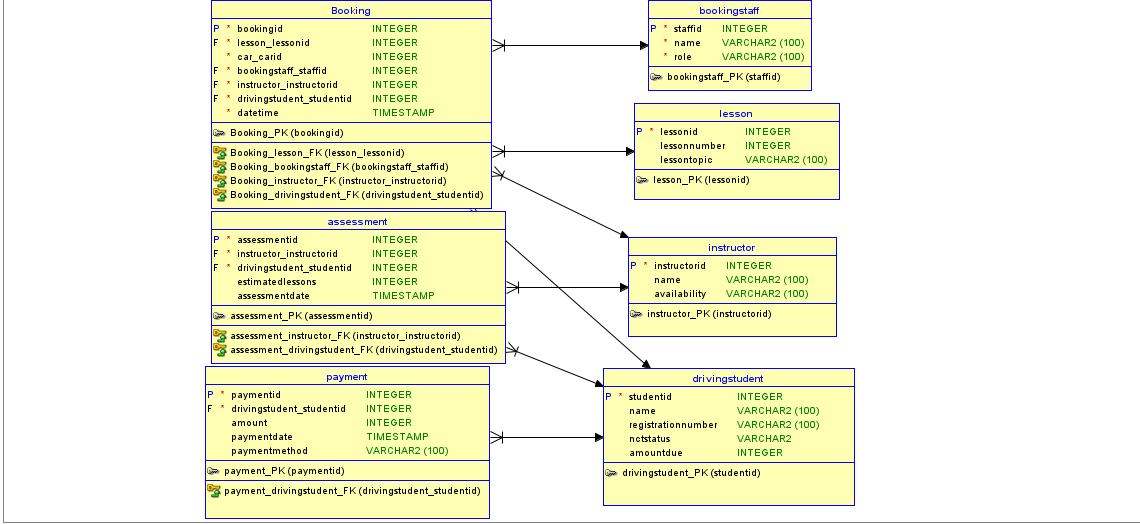 Booking
P * bookingid INTEGER
F * lesson_lessonid INTEGER
* car_carid INTEGER
F * bookingstaff_staffid INTEGER
F * instructor_instructorid INTEGER
F * drivingstudent_studentid INTEGER
* datetime TIMESTAMP
Booking_PK (bookingid)
Booking_lesson_FK (lesson_lessonid)
Booking_bookingstaff_FK (bookingstaff_staffid)
Booking_instructor_FK (instructor_instructorid)
Booking_drivingstudent_FK (drivingstudent_studentid)
bookingstaff
P * staffid INTEGER
* name VARCHAR2 (100)
* role VARCHAR2 (100)
bookingstaff_PK (staffid)
lesson
P * lessonid INTEGER
lessonnumber INTEGER
lessontopic VARCHAR2 (100)
lesson_PK (lessonid)
assessment
P * assessmentid INTEGER
F * instructor_instructorid INTEGER
F * drivingstudent_studentid INTEGER
estimatedlessons INTEGER
assessmentdate TIMESTAMP
assessment_PK (assessmentid)
assessment_instructor_FK (instructor_instructorid)
assessment_drivingstudent_FK (drivingstudent_studentid)
instructor
P * instructorid INTEGER
name VARCHAR2 (100)
availability VARCHAR2 (100)
instructor_PK (instructorid)
payment
P * paymentid INTEGER
F * drivingstudent_studentid INTEGER
amount INTEGER
paymentdate TIMESTAMP
paymentmethod VARCHAR2 (100)
payment_PK (paymentid)
payment_drivingstudent_FK (drivingstudent_studentid)
drivingstudent
P * studentid INTEGER
name VARCHAR2 (100)
registrationnumber VARCHAR2 (100)
nctstatus VARCHAR2
amountdue INTEGER
drivingstudent_PK (studentid)